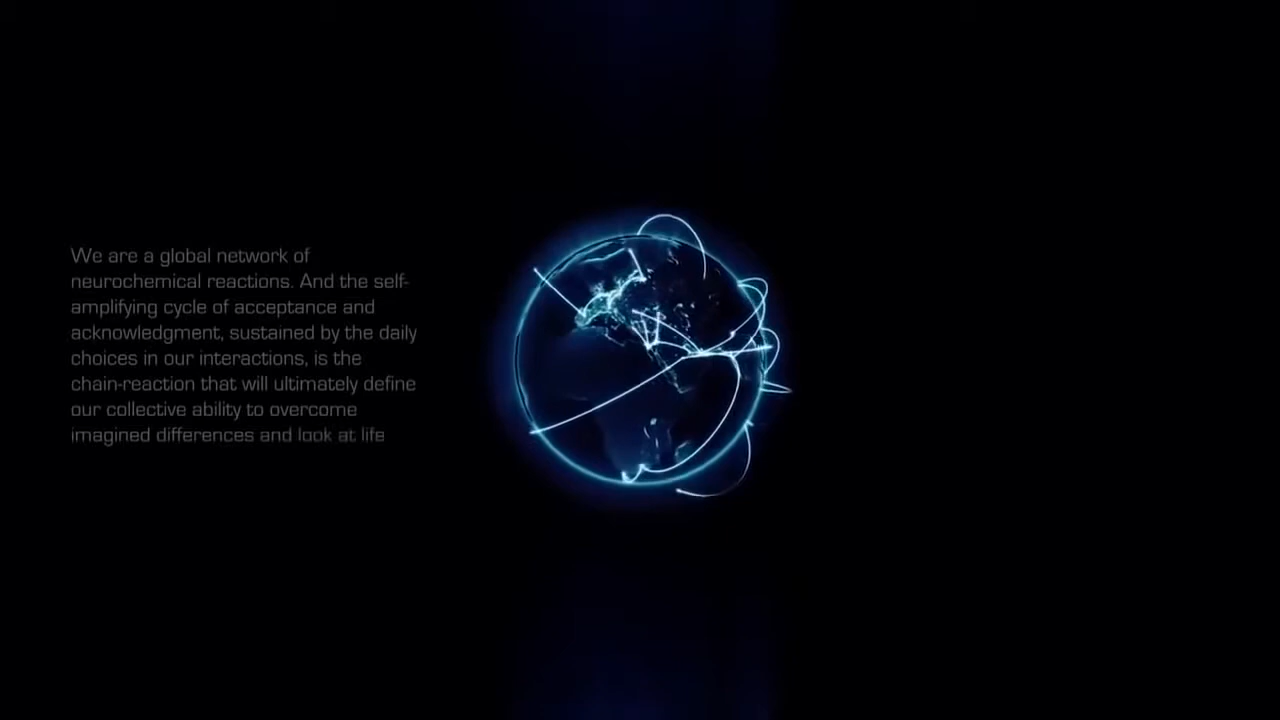 We are a global network of
neurochemical reactions. And the self-
amplifying cycle of acceptance and
acknowledgment, sustained by the daily
choices in our interactions, is the
chain-reaction that will ultimately define
our collective ability to overcome
imagined differences and look at life